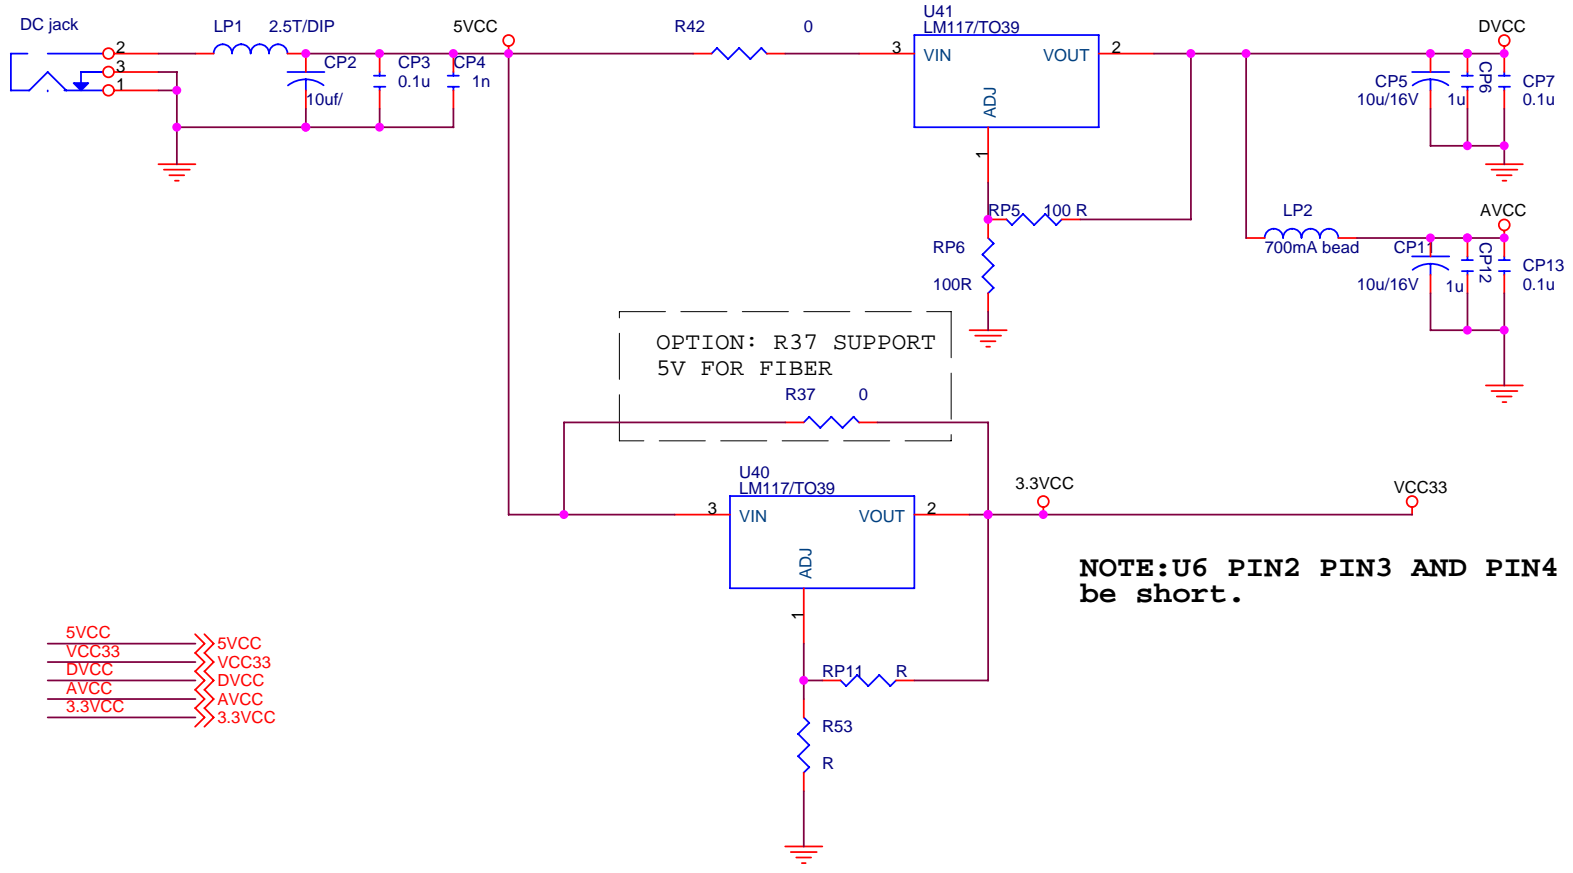 DC jack
2
3
1
LP1 2.5T/DIP
CP2
10uf/
CP3
0.1u
CP4
1n
5VCC
R42 0
U41
LM117/TO39
3
VIN
VOUT
2
ADJ
1
RP5 100 R
RP6
100R
DVCC
CP5
10u/16V
CP6
1u
CP7
0.1u
LP2
700mA bead
AVCC
CP11
10u/16V
CP12
1u
CP13
0.1u
OPTION: R37 SUPPORT
5V FOR FIBER
R37 0
U40
LM117/TO39
3
VIN
VOUT
2
ADJ
1
3.3VCC
VCC33
RP11 R
R53
R
NOTE:U6 PIN2 PIN3 AND PIN4
be short.
5VCC 5VCC
VCC33 VCC33
DVCC DVCC
AVCC AVCC
3.3VCC 3.3VCC